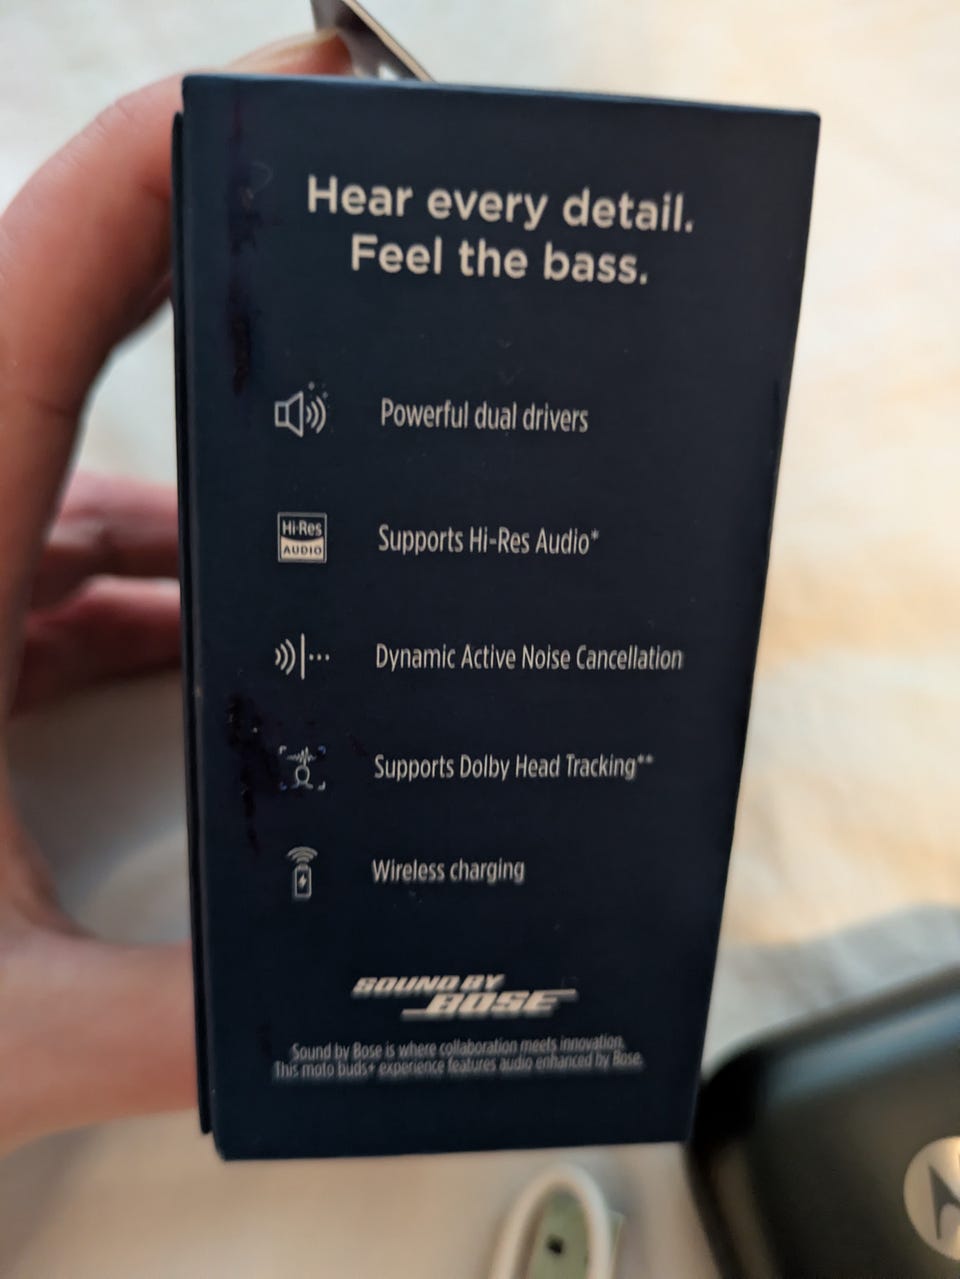 Hear every detail.
Feel the bass.
Powerful dual drivers
Hi-Res
AUDIO
Supports Hi-Res Audio*
Dynamic Active Noise Cancellation
Supports Dolby Head Tracking**
Wireless charging
SOUND BY
BOSE
Sound by Bose is where collaboration meets innovation.
This moto buds+ experience features audio enhanced by Bose.